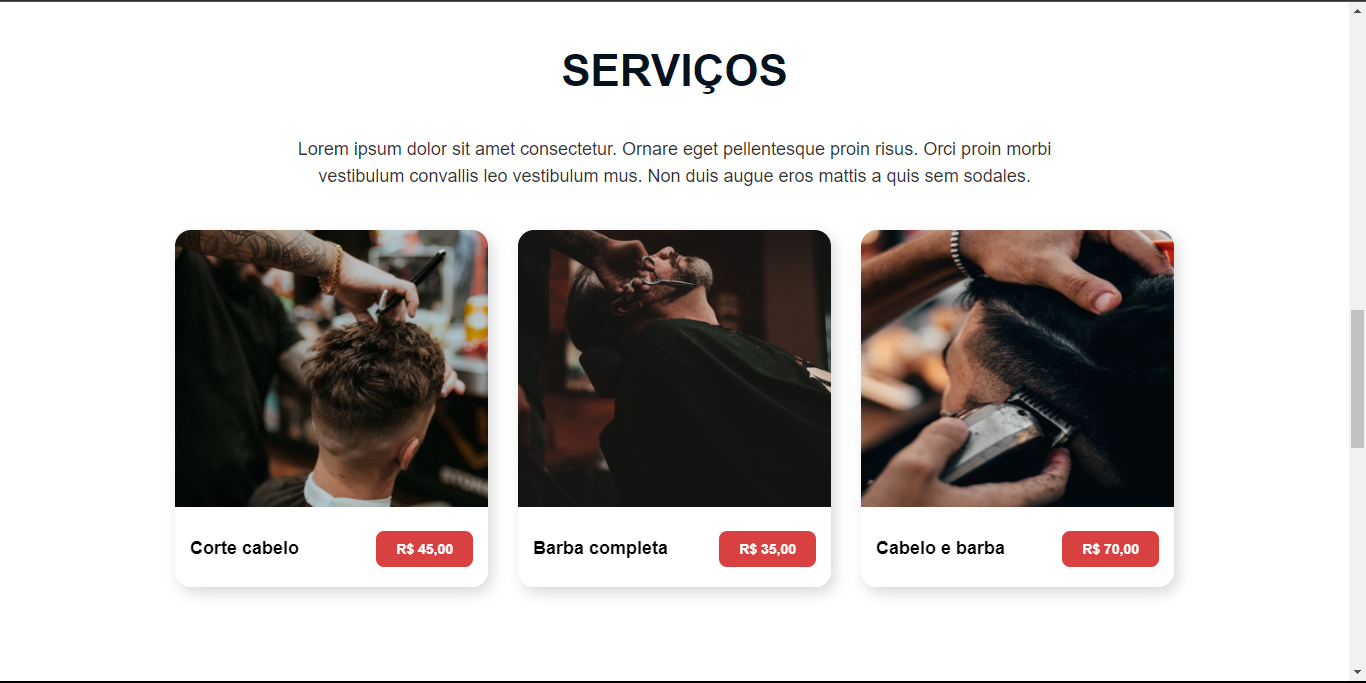 SERVIÇOS
Lorem ipsum dolor sit amet consectetur. Ornare eget pellentesque proin risus. Orci proin morbi
vestibulum convallis leo vestibulum mus. Non duis augue eros mattis a quis sem sodales.
Corte cabelo
R$ 45,00
Barba completa
R$ 35,00
Cabelo e barba
R$ 70,00